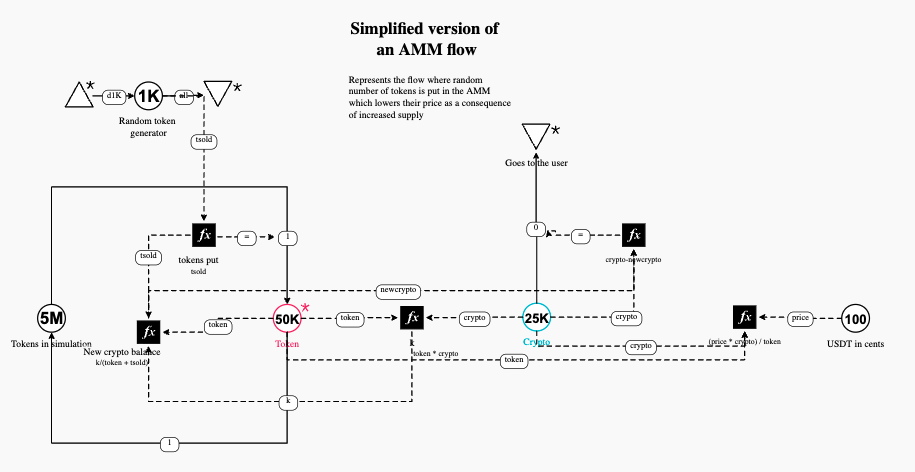 Simplified version of
an AMM flow
Represents the flow where random
number of tokens is put in the AMM
which lowers their price as a consequence
of increased supply
*
d1K
1K
all
*
Random token
generator
tsold
*
Goes to the user
fx
=
1
tokens put
tsold
tsold
0
=
fx
crypto-newcrypto
newcrypto
5M
Tokens in simulation
fx
New crypto balance
k/(token + tsold)
token
50K
*
Token
token
fx
k
token * crypto
crypto
25K
Crypto
crypto
crypto
token
fx
(price * crypto) / token
price
100
USDT in cents
k
1